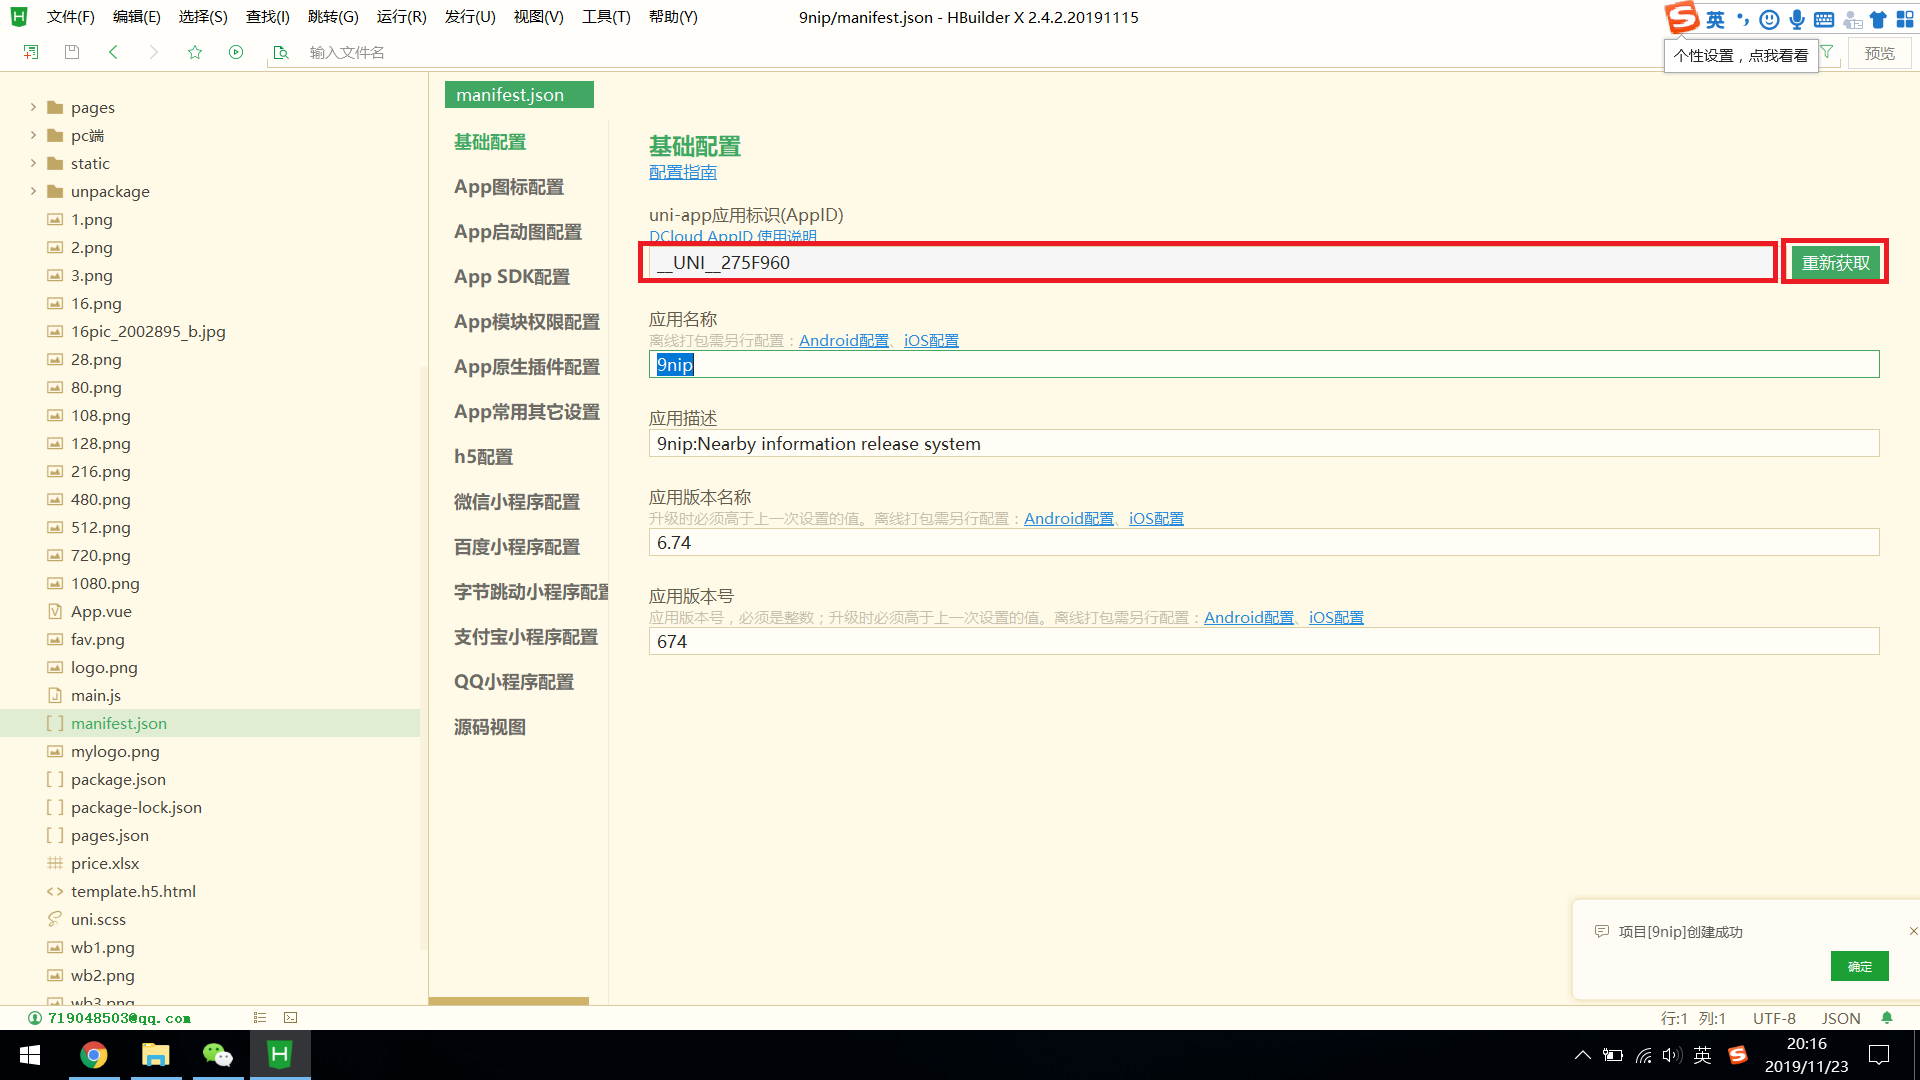 文件(F) 编辑(E) 选择(S) 查找(I) 跳转(G) 运行(R) 发行(U) 视图(V) 工具(T) 帮助(Y)
9nip/manifest.json - HBuilder X 2.4.2.20191115
英
个性设置，点我看看
输入文件名
预览
pages
pc端
static
unpackage
1.png
2.png
3.png
16.png
16pic_2002895_b.jpg
28.png
80.png
108.png
128.png
216.png
480.png
512.png
720.png
1080.png
App.vue
fav.png
logo.png
main.js
manifest.json
mylogo.png
package.json
package-lock.json
pages.json
price.xlsx
template.h5.html
uni.scss
wb1.png
wb2.png
wb3.png
manifest.json
基础配置
App图标配置
App启动图配置
App SDK配置
App模块权限配置
App原生插件配置
App常用其它设置
h5配置
微信小程序配置
百度小程序配置
字节跳动小程序配置
支付宝小程序配置
QQ小程序配置
源码视图
基础配置
配置指南
uni-app应用标识(AppID)
DCloud AppID 使用说明
__UNI__275F960
重新获取
应用名称
离线打包需另行配置：Android配置、iOS配置
9nip
应用描述
9nip:Nearby information release system
应用版本名称
升级时必须高于上一次设置的值。离线打包需另行配置：Android配置、iOS配置
6.74
应用版本号
应用版本号，必须是整数；升级时必须高于上一次设置的值。离线打包需另行配置：Android配置、iOS配置
674
项目[9nip]创建成功
确定
719048503@qq.com
行:1 列:1 UTF-8 JSON
英
20:16
2019/11/23